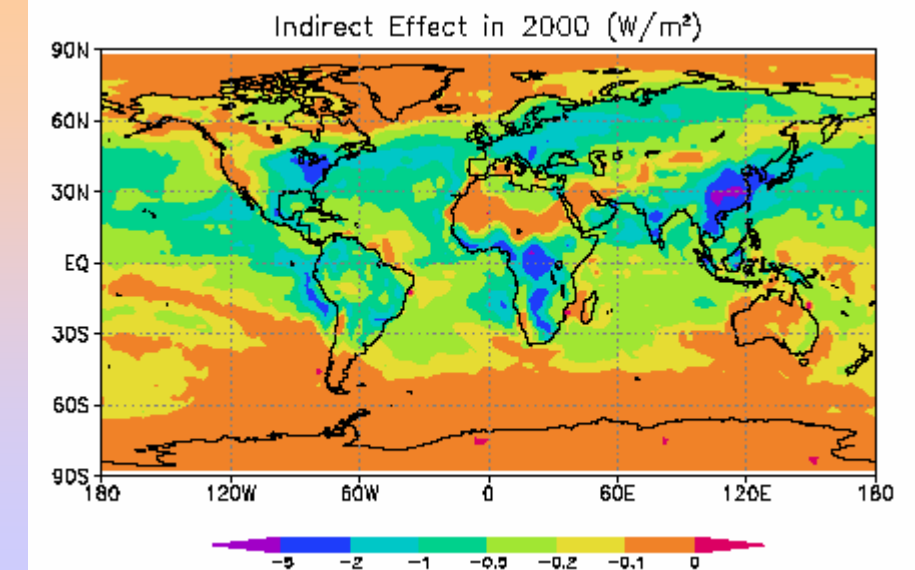 Indirect Effect in 2000 (W/m²)
90N
60N
30N
EQ
30S
60S
90S
180 120W 60W 0 60E 120E 180
-5 -2 -1 -0.5 -0.2 -0.1 0